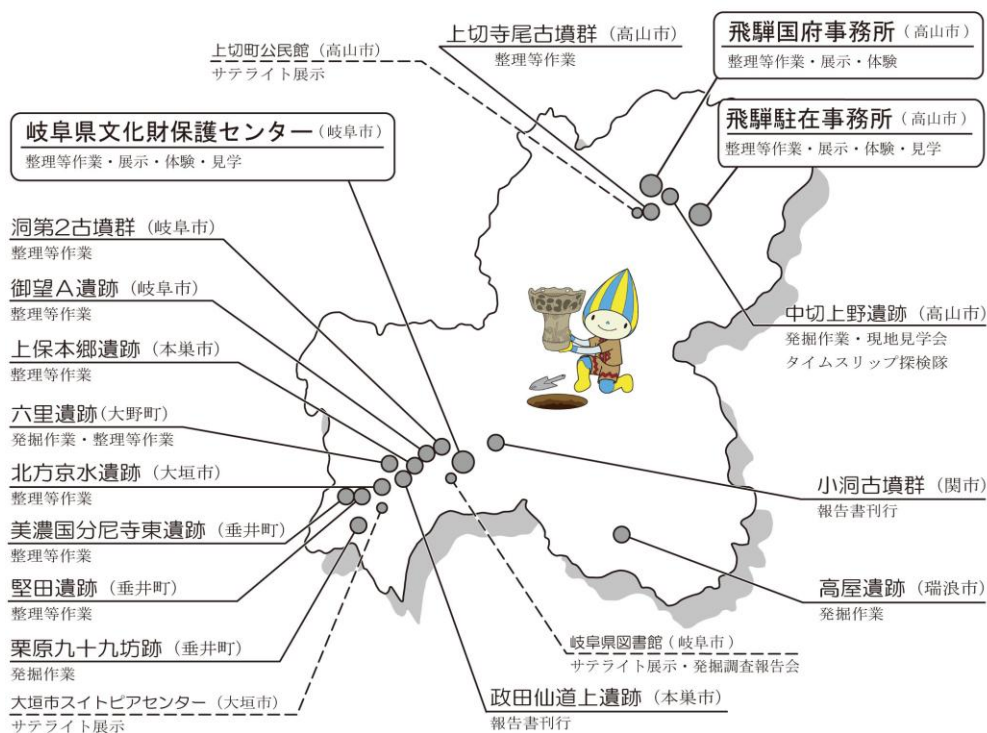 上切町公民館（高山市）
サテライト展示
上切寺尾古墳群（高山市）
整理等作業
飛騨国府事務所（高山市）
整理等作業・展示・体験
飛騨駐在事務所（高山市）
整理等作業・展示・体験・見学
岐阜県文化財保護センター（岐阜市）
整理等作業・展示・体験・見学
洞第2古墳群（岐阜市）
整理等作業
御望A遺跡（岐阜市）
整理等作業
上保本郷遺跡（本巣市）
整理等作業
六里遺跡（大野町）
発掘作業・整理等作業
北方京水遺跡（大垣市）
整理等作業
美濃国分尼寺東遺跡（垂井町）
整理等作業
堅田遺跡（垂井町）
整理等作業
栗原九十九坊跡（垂井町）
発掘作業
大垣市スイトピアセンター（大垣市）
サテライト展示
中切上野遺跡（高山市）
発掘作業・現地見学会
タイムスリップ探検隊
小洞古墳群（関市）
報告書刊行
高屋遺跡（瑞浪市）
発掘作業
岐阜県図書館（岐阜市）
サテライト展示・発掘調査報告会
政田仙道上遺跡（本巣市）
報告書刊行